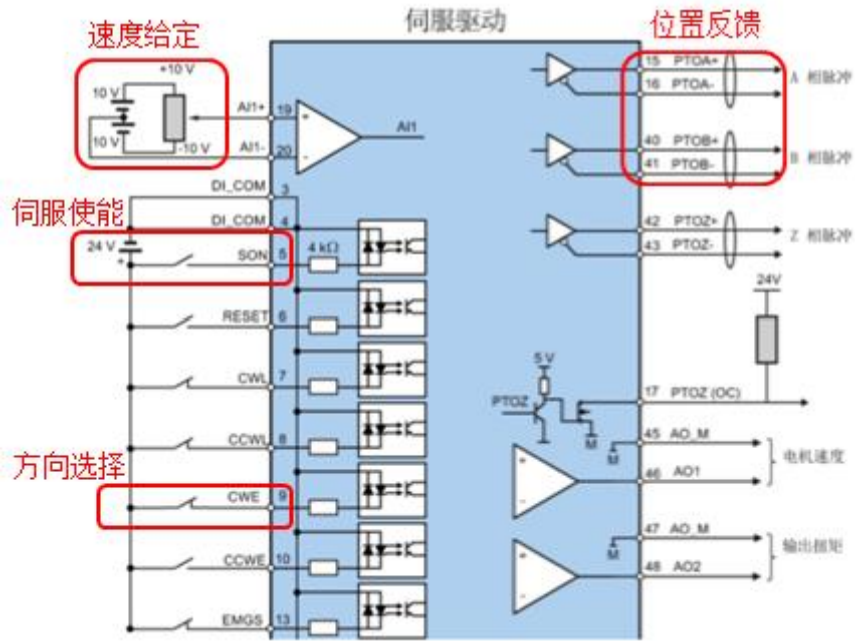 伺服驱动
速度给定
+10 V
10 V
10 V
-10 V
AI1+ 19
AI1- 20
AI1
DI_COM 3
DI_COM 4
伺服使能
24 V
+
SON 5
4 kΩ
RESET 6
CWL 7
CCWL 8
方向选择
CWE 9
CCWE 10
EMGS 13
位置反馈
15 PTOA+
16 PTOA-
A 相脉冲
40 PTOB+
41 PTOB-
B 相脉冲
42 PTOZ+
43 PTOZ-
Z 相脉冲
24V
5 V
PTOZ
M
M
17 PTOZ (OC)
45 AO_M
46 AO1
电机速度
47 AO_M
M
48 AO2
输出扭矩
+
-
+
-
+
-